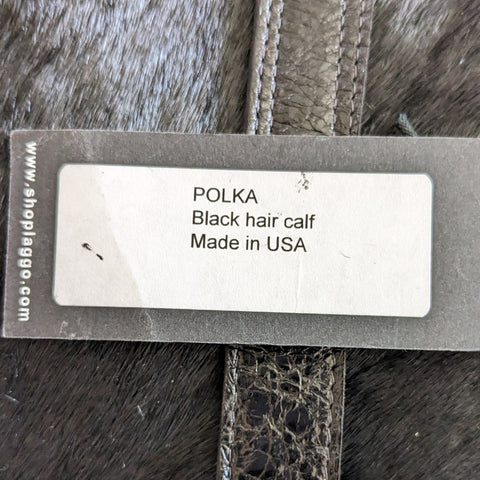 www.shoplaggo.com
POLKA
Black hair calf
Made in USA